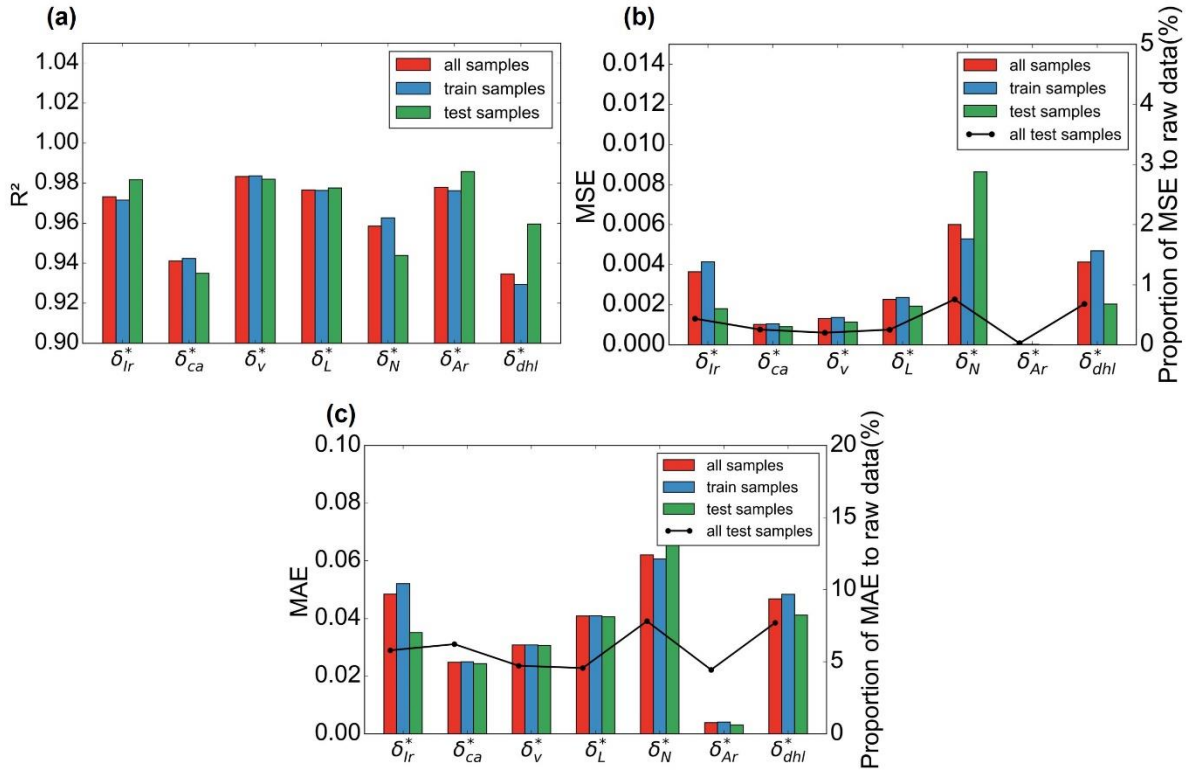 (a)
R²
1.04
1.02
1.00
0.98
0.96
0.94
0.92
0.90
all samples
train samples
test samples
δ*lr
δ*ca
δ*v
δ*L
δ*N
δ*Ar
δ*dhl
(b)
MSE
0.014
0.012
0.010
0.008
0.006
0.004
0.002
0.000
all samples
train samples
test samples
all test samples
5
4
3
2
1
0
Proportion of MSE to raw data(%)
δ*lr
δ*ca
δ*v
δ*L
δ*N
δ*Ar
δ*dhl
(c)
MAE
0.10
0.08
0.06
0.04
0.02
0.00
all samples
train samples
test samples
all test samples
20
15
10
5
0
Proportion of MAE to raw data(%)
δ*lr
δ*ca
δ*v
δ*L
δ*N
δ*Ar
δ*dhl